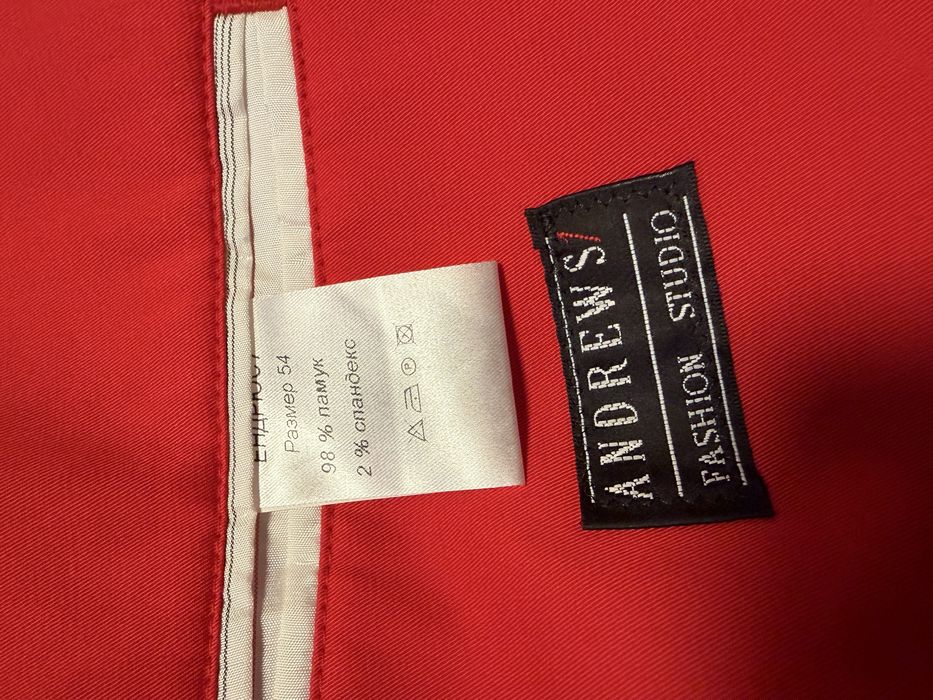 Размер 54
98 % памук
2 % спандекс
P
ANDREWS/
FASHION STUDIO